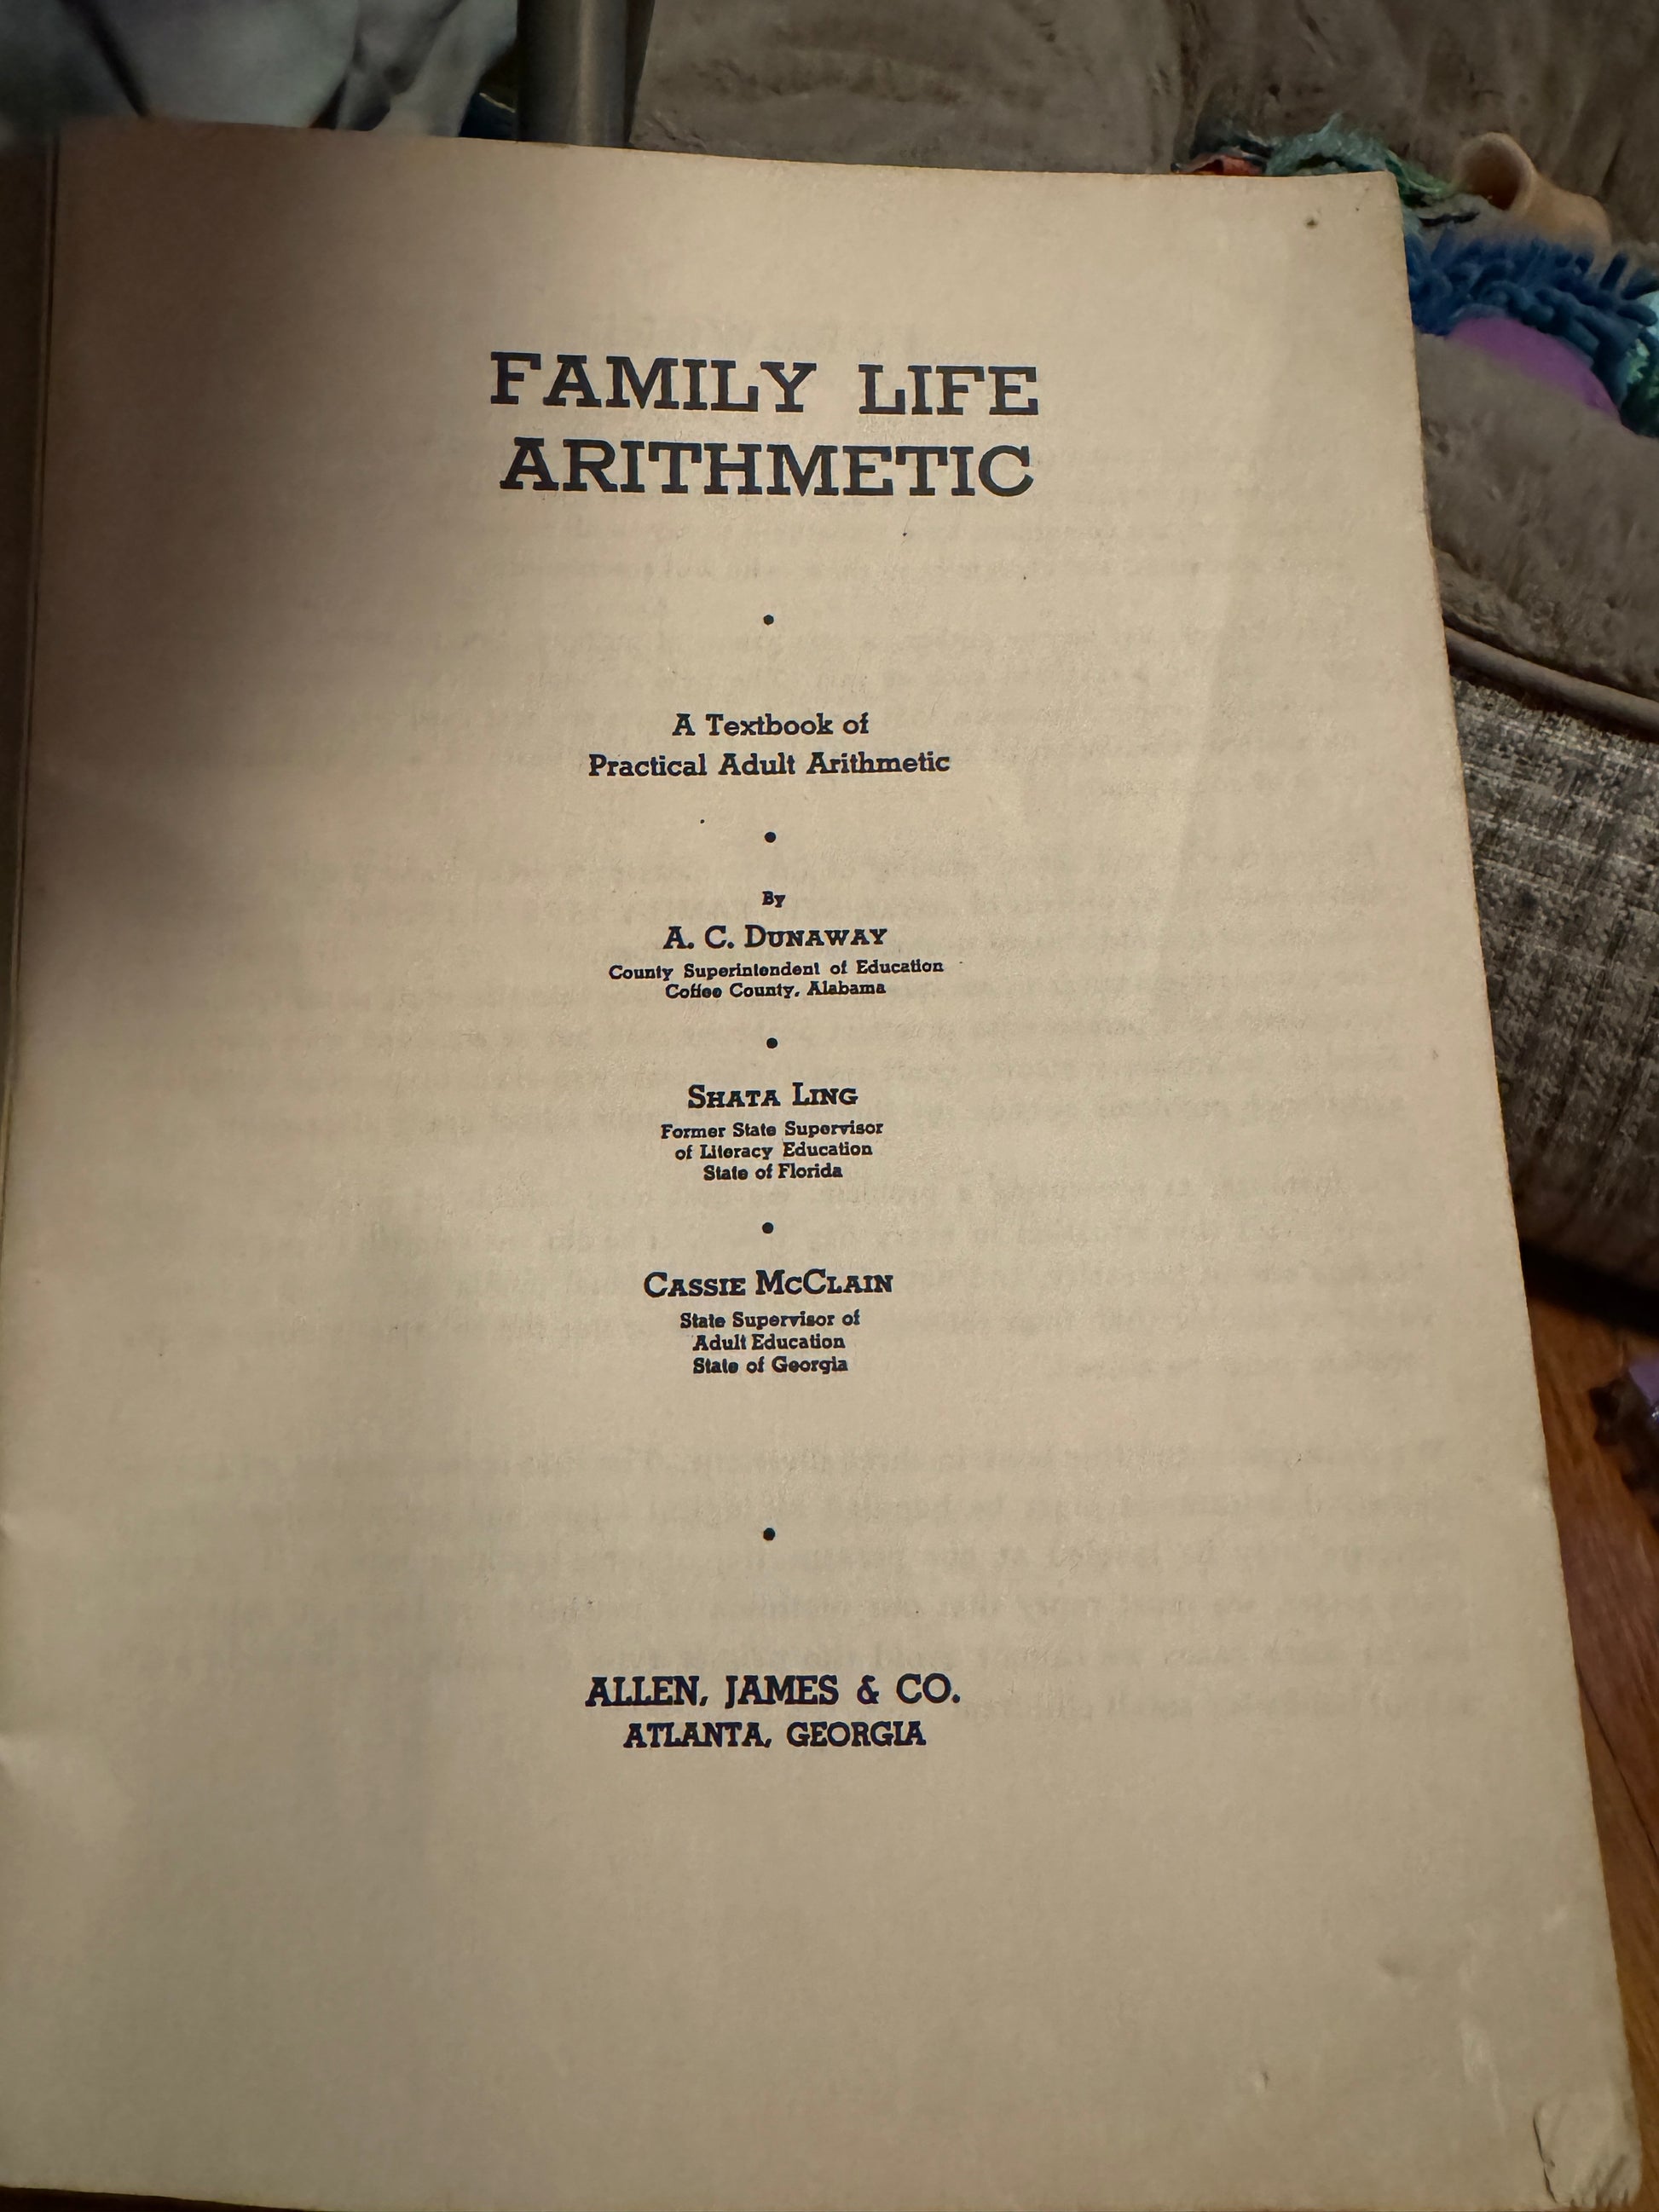 FAMILY LIFE
ARITHMETIC
•
A Textbook of
Practical Adult Arithmetic
•
By
A. C. DUNAWAY
County Superintendent of Education
Coffee County, Alabama
•
SHATA LING
Former State Supervisor
of Literacy Education
State of Florida
•
CASSIE McCLAIN
State Supervisor of
Adult Education
State of Georgia
•
ALLEN, JAMES & CO.
ATLANTA, GEORGIA